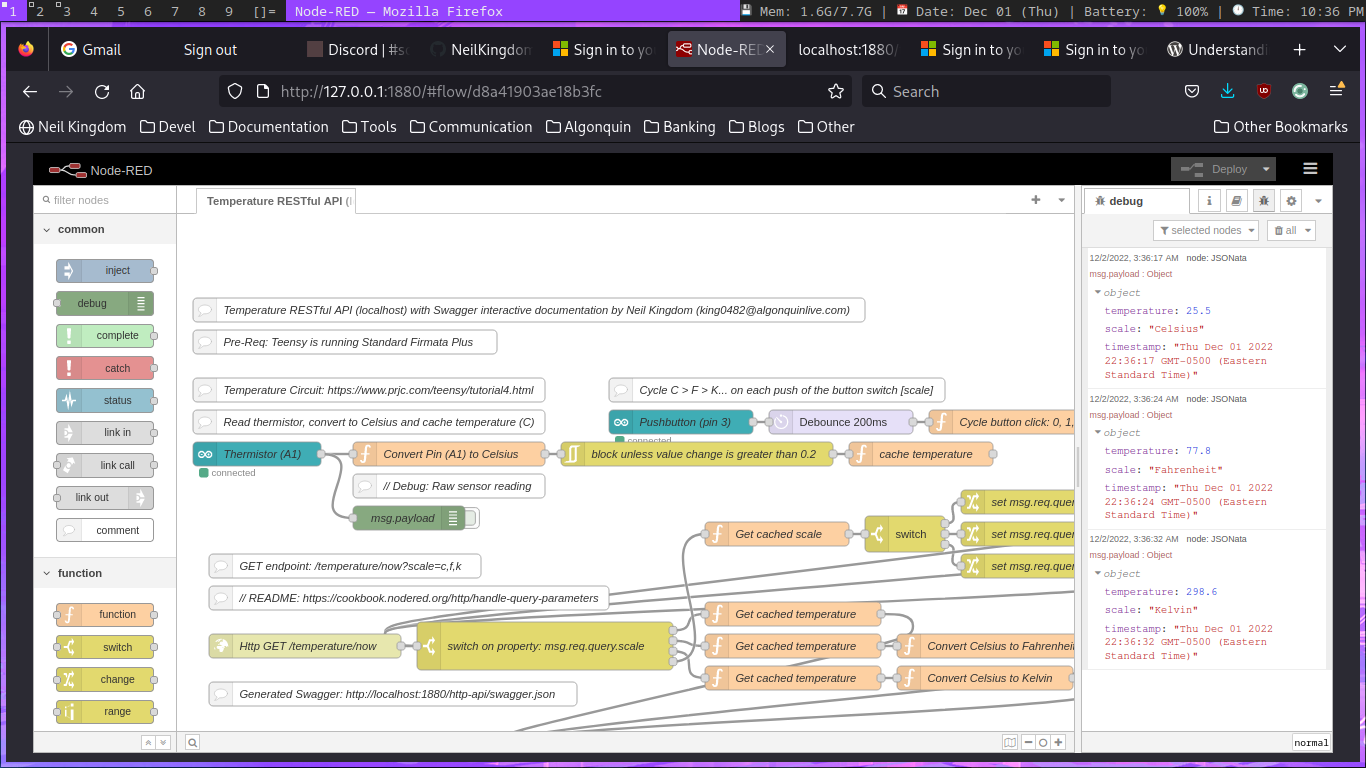 1 2 3 4 5 6 7 8 9 []= Node-RED — Mozilla Firefox Mem: 1.6G/7.7G | Date: Dec 01 (Thu) | Battery: 100% | Time: 10:36 PM
Gmail Sign out Discord | #s NeilKingdon Sign in to yo Node-RED localhost:1880/ Sign in to yo Sign in to yo Understandi
http://127.0.0.1:1880/#flow/d8a41903ae18b3fc Search
Neil Kingdom Devel Documentation Tools Communication Algonquin Banking Blogs Other Other Bookmarks
Node-RED Deploy
filter nodes
common
inject
debug
complete
catch
status
link in
link call
link out
comment
function
function
switch
change
range
Temperature RESTful API (
Temperature RESTful API (localhost) with Swagger interactive documentation by Neil Kingdom (king0482@algonquinlive.com)
Pre-Req: Teensy is running Standard Firmata Plus
Temperature Circuit: https://www.prjc.com/teensy/tutorial4.html
Cycle C > F > K... on each push of the button switch [scale]
Read thermistor, convert to Celsius and cache temperature (C)
Pushbutton (pin 3) Debounce 200ms Cycle button click: 0, 1,
connected
Thermistor (A1) Convert Pin (A1) to Celsius block unless value change is greater than 0.2 cache temperature
connected
// Debug: Raw sensor reading
msg.payload
set msg.req.quer
Get cached scale switch set msg.req.quer
set msg.req.quer
GET endpoint: /temperature/now?scale=c,f,k
// README: https://cookbook.nodered.org/http/handle-query-parameters
Get cached temperature
Http GET /temperature/now switch on property: msg.req.query.scale Get cached temperature Convert Celsius to Fahrenheit
Get cached temperature Convert Celsius to Kelvin
Generated Swagger: http://localhost:1880/http-api/swagger.json
debug
selected nodes all
12/2/2022, 3:36:17 AM node: JSONata
msg.payload : Object
object
temperature: 25.5
scale: "Celsius"
timestamp: "Thu Dec 01 2022
22:36:17 GMT-0500 (Eastern
Standard Time)"
12/2/2022, 3:36:24 AM node: JSONata
msg.payload : Object
object
temperature: 77.8
scale: "Fahrenheit"
timestamp: "Thu Dec 01 2022
22:36:24 GMT-0500 (Eastern
Standard Time)"
12/2/2022, 3:36:32 AM node: JSONata
msg.payload : Object
object
temperature: 298.6
scale: "Kelvin"
timestamp: "Thu Dec 01 2022
22:36:32 GMT-0500 (Eastern
Standard Time)"
normal